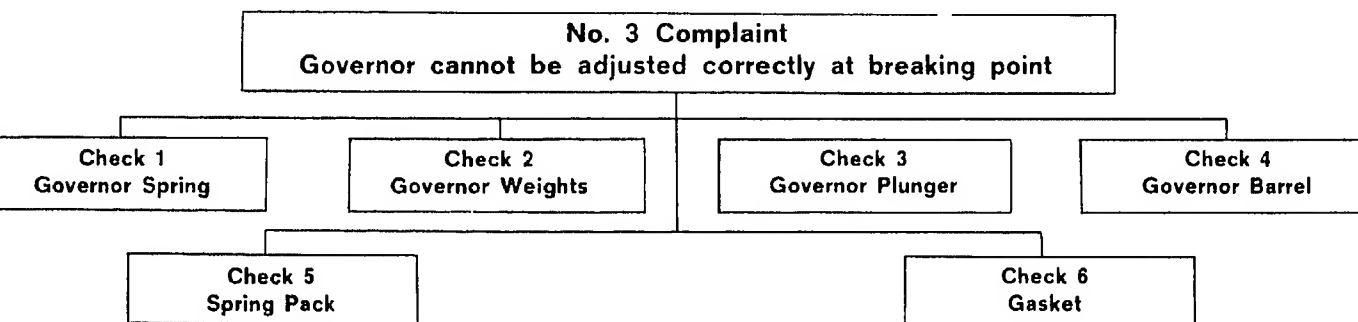 No. 3 Complaint
Governor cannot be adjusted correctly at breaking point
Check 1
Governor Spring
Check 2
Governor Weights
Check 3
Governor Plunger
Check 4
Governor Barrel
Check 5
Spring Pack
Check 6
Gasket